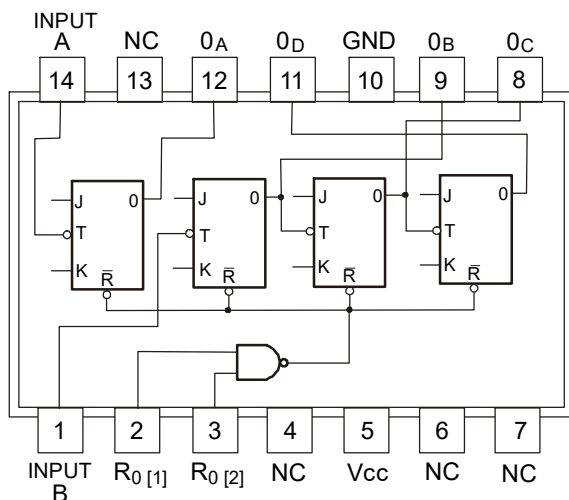 INPUT
A NC 0A 0D GND 0B 0C
14 13 12 11 10 9 8
J 0 J 0 J 0 J 0
T T T T
K K K K
R̅ R̅ R̅ R̅
1 2 3 4 5 6 7
INPUT
B R0 [1] R0 [2] NC Vcc NC NC